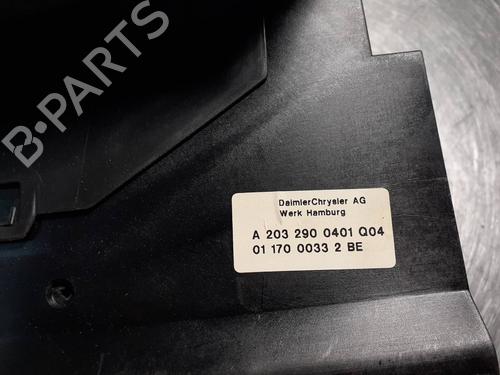 B-PARTS
DaimlerChrysler AG
Werk Hamburg
A 203 290 0401 Q04
01 170 0033 2 BE